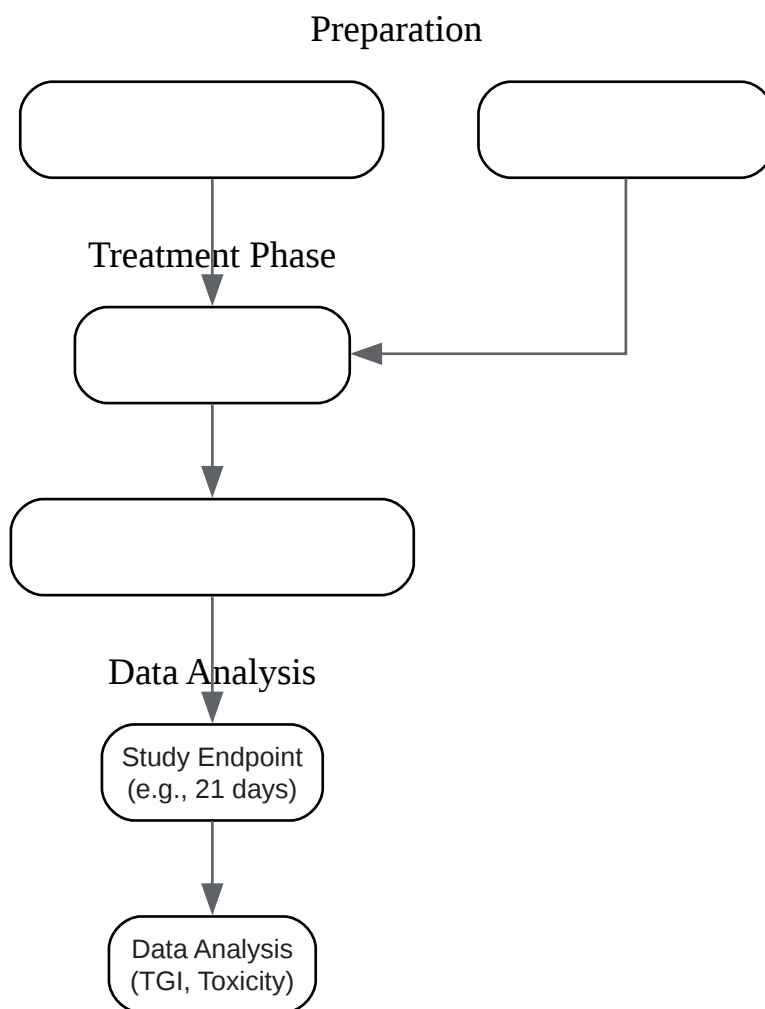 Preparation
Treatment Phase
Data Analysis
Study Endpoint
(e.g., 21 days)
Data Analysis
(TGI, Toxicity)